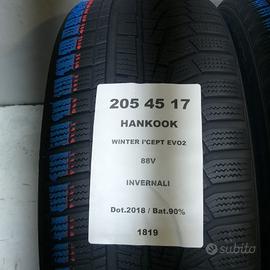 205 45 17
HANKOOK
WINTER I'CEPT EVO2
88V
INVERNALI
Dot.2018 / Bat.90%
1819
subito